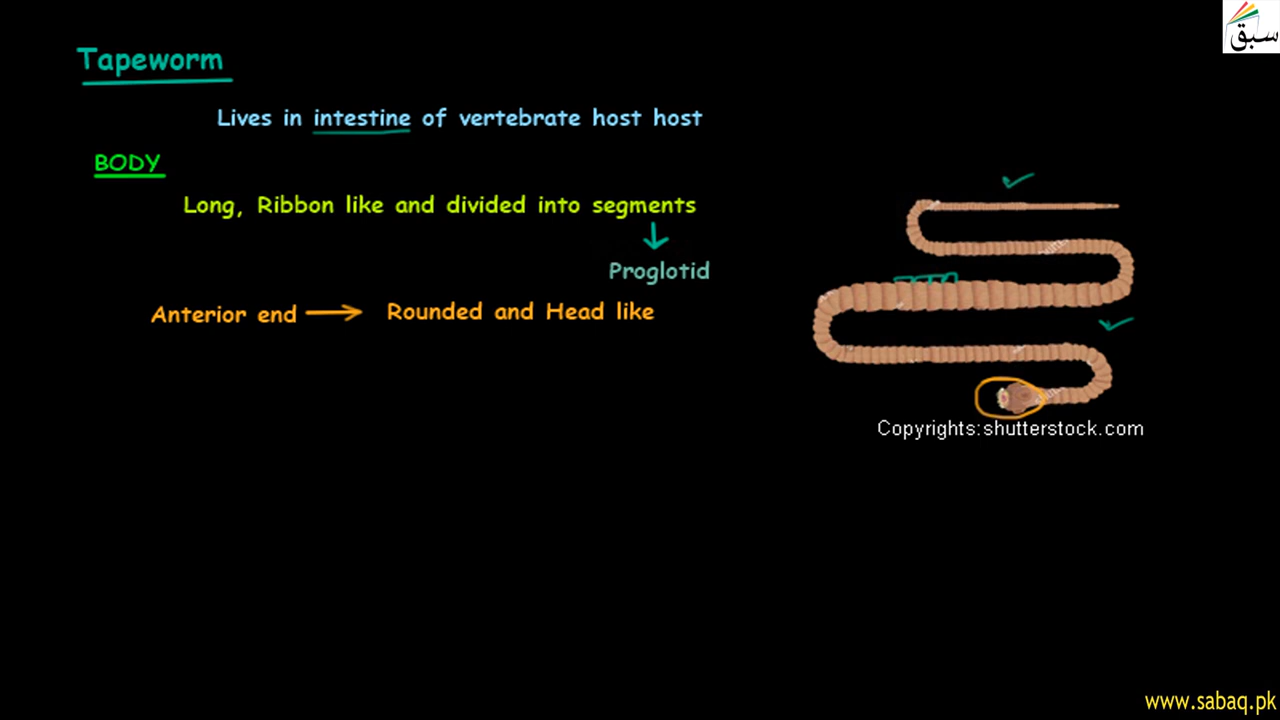 سبق
Tapeworm
Lives in intestine of vertebrate host host
BODY
Long, Ribbon like and divided into segments
Proglotid
Anterior end → Rounded and Head like
Copyrights:shutterstock.com
www.sabaq.pk